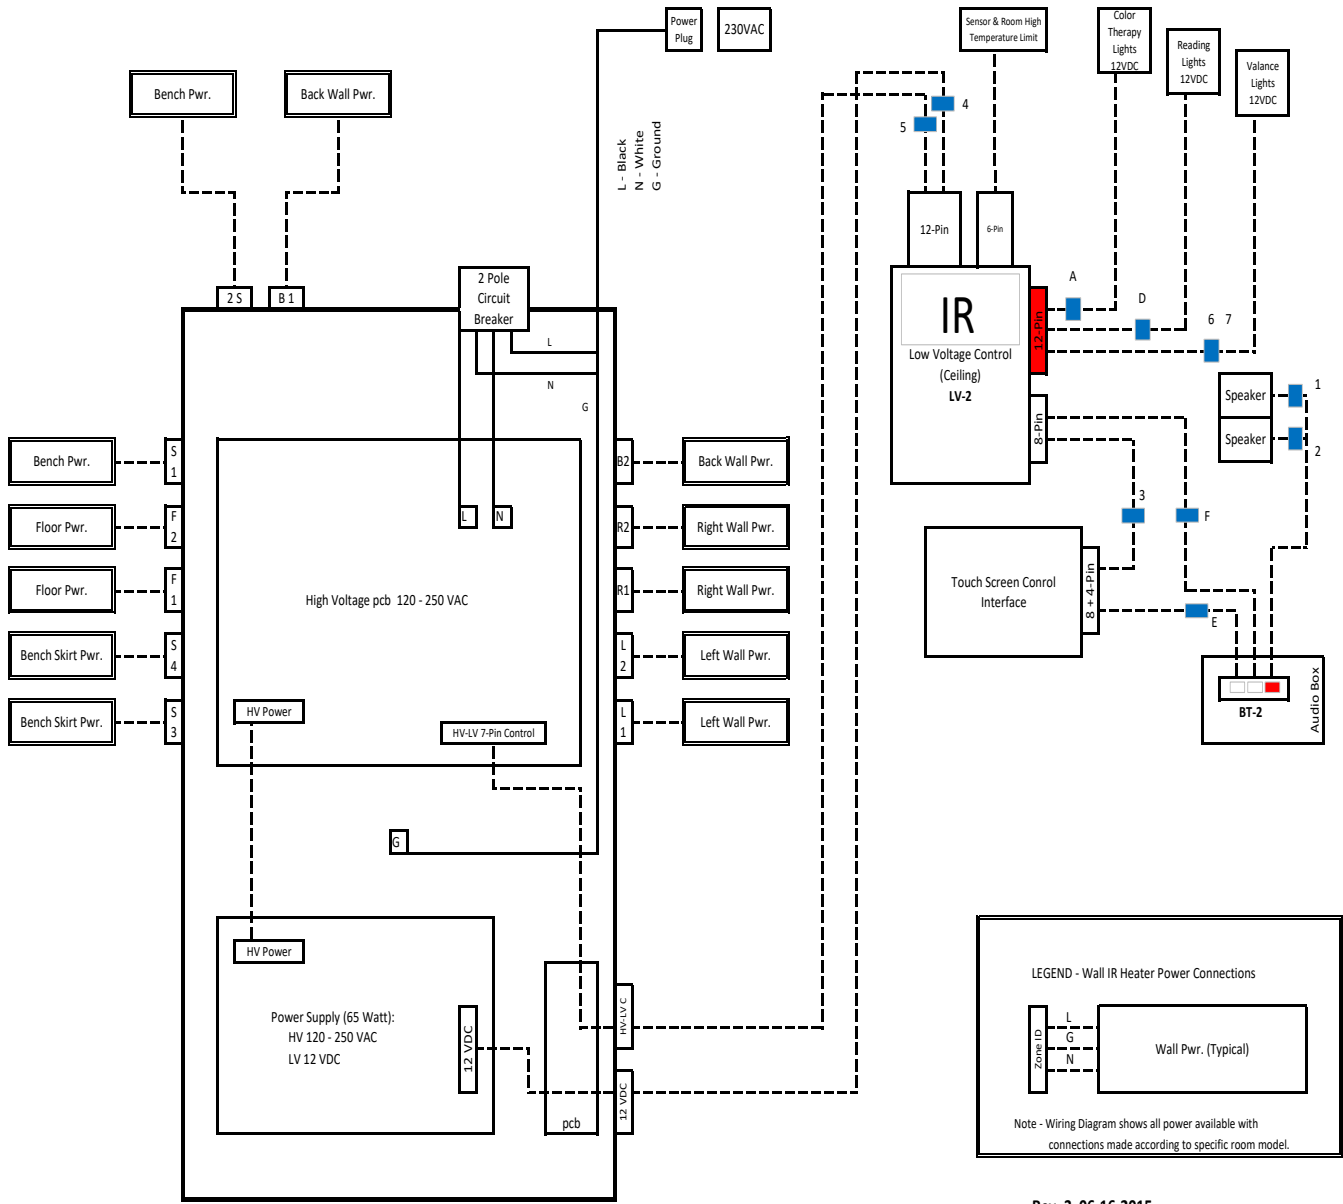 Power
Plug
230VAC
Sensor & Room High
Temperature Limit
Color
Therapy
Lights
12VDC
Reading
Lights
12VDC
Valance
Lights
12VDC
Bench Pwr.
Back Wall Pwr.
4
5
L - Black
N - White
G - Ground
12-Pin
6-Pin
2 S
B 1
2 Pole
Circuit
Breaker
L
N
G
IR
Low Voltage Control
(Ceiling)
LV-2
12-Pin
8-Pin
A
D
6 7
Speaker
1
Speaker
2
3
F
Bench Pwr.
S
1
Floor Pwr.
F
2
Floor Pwr.
F
1
Bench Skirt Pwr.
S
4
Bench Skirt Pwr.
S
3
L
N
High Voltage pcb 120 - 250 VAC
HV Power
HV-LV 7-Pin Control
B2
Back Wall Pwr.
R2
Right Wall Pwr.
R1
Right Wall Pwr.
L
2
Left Wall Pwr.
L
1
Left Wall Pwr.
Touch Screen Conrol
Interface
8 + 4-Pin
E
BT-2
Audio Box
G
HV Power
Power Supply (65 Watt):
HV 120 - 250 VAC
LV 12 VDC
12 VDC
pcb
HV-LV C
12 VDC
LEGEND - Wall IR Heater Power Connections
Zone ID
L
G
N
Wall Pwr. (Typical)
Note - Wiring Diagram shows all power available with
connections made according to specific room model.
Rev. 2 06-16-2015